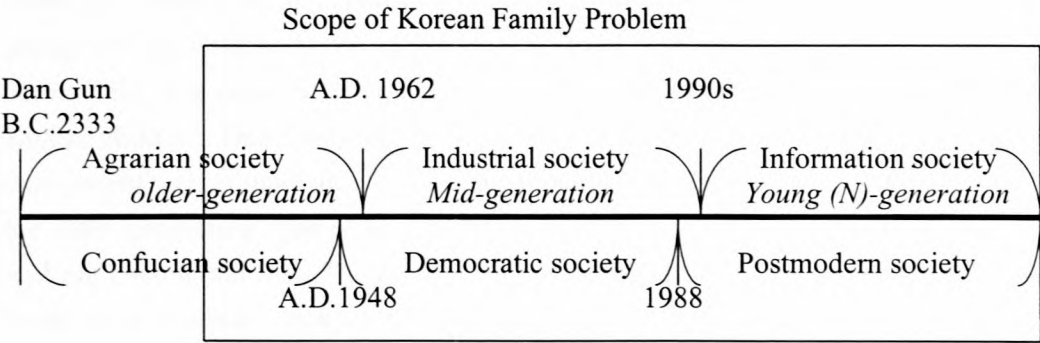 Scope of Korean Family Problem
Dan Gun A.D. 1962 1990s
B.C.2333
Agrarian society Industrial society Information society
older-generation Mid-generation Young (N)-generation
Confucian society Democratic society Postmodern society
A.D.1948 1988